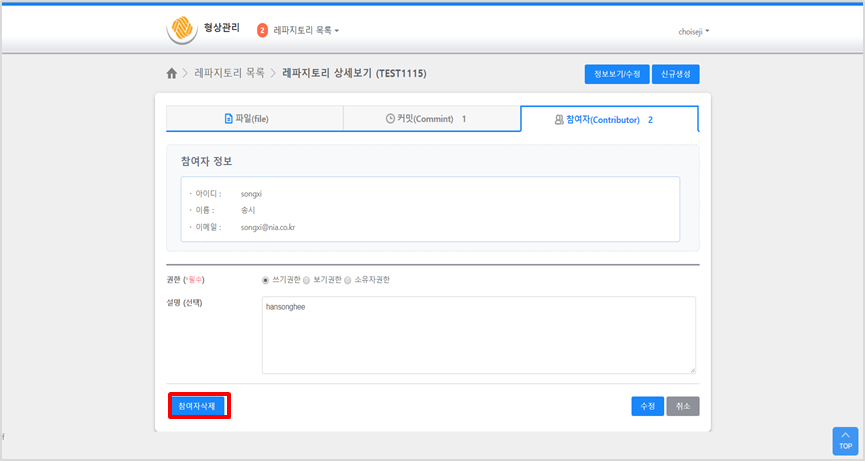 형상관리 2 레파지토리 목록 choiseji
레파지토리 목록 > 레파지토리 상세보기 (TEST1115) 정보보기/수정 신규생성
파일(file) 커밋(Commint) 1 참여자(Contributor) 2
참여자 정보
· 아이디 : songxi
· 이름 : 송시
· 이메일 : songxi@nia.co.kr
권한 (*필수) 쓰기권한 보기권한 소유자권한
설명 (선택) hansonghee
참여자삭제 수정 취소
TOP